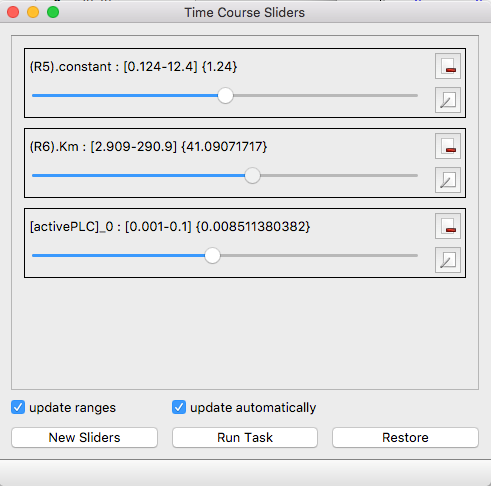 Time Course Sliders
(R5).constant : [0.124-12.4] {1.24}
(R6).Km : [2.909-290.9] {41.09071717}
[activePLC]_0 : [0.001-0.1] {0.008511380382}
update ranges
update automatically
New Sliders
Run Task
Restore